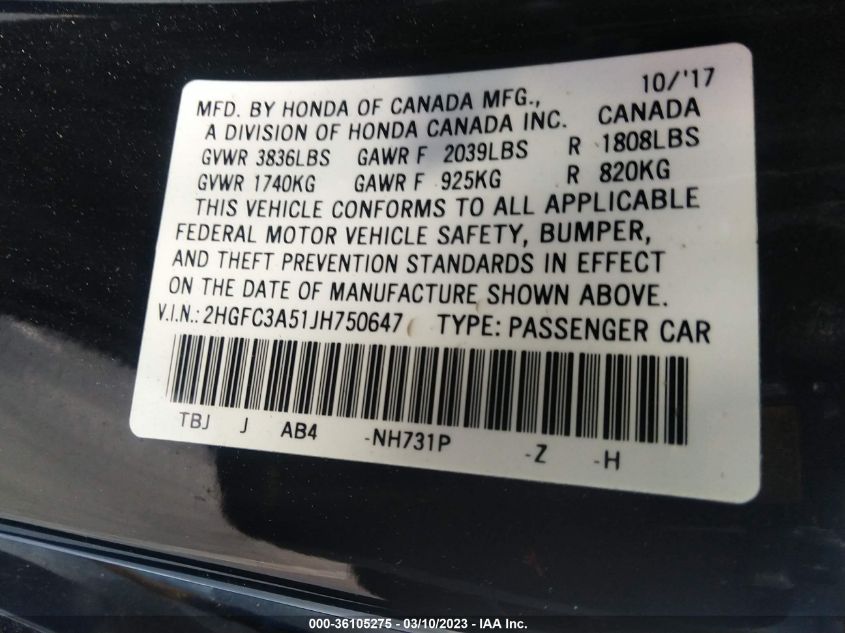 10/'17
MFD. BY HONDA OF CANADA MFG.,
A DIVISION OF HONDA CANADA INC. CANADA
GVWR 3836LBS GAWR F 2039LBS R 1808LBS
GVWR 1740KG GAWR F 925KG R 820KG
THIS VEHICLE CONFORMS TO ALL APPLICABLE
FEDERAL MOTOR VEHICLE SAFETY, BUMPER,
AND THEFT PREVENTION STANDARDS IN EFFECT
ON THE DATE OF MANUFACTURE SHOWN ABOVE.
V.I.N.: 2HGFC3A51JH750647 TYPE: PASSENGER CAR
TBJ J AB4 -NH731P -Z -H
000-36105275 - 03/10/2023 - IAA Inc.